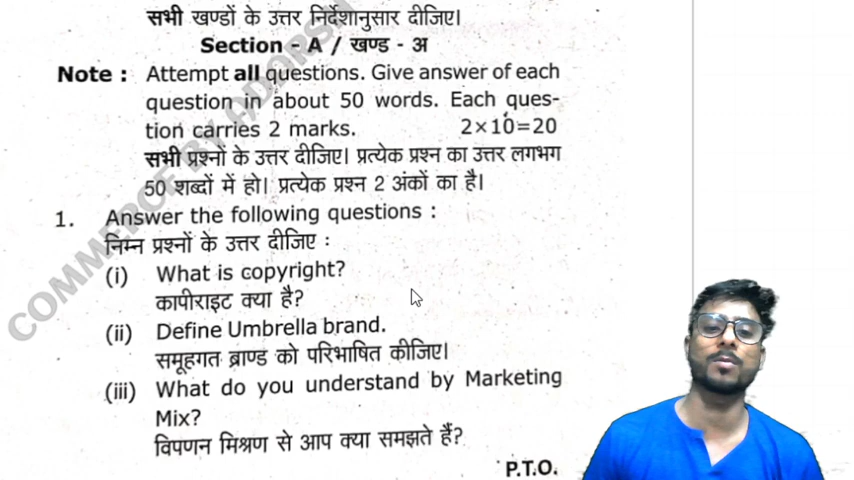 सभी खण्डों के उत्तर निर्देशानुसार दीजिए।
Section - A / खण्ड - अ
Note : Attempt all questions. Give answer of each
question in about 50 words. Each ques-
tion carries 2 marks. 2×10=20
सभी प्रश्नों के उत्तर दीजिए। प्रत्येक प्रश्न का उत्तर लगभग
50 शब्दों में हो। प्रत्येक प्रश्न 2 अंकों का है।
1. Answer the following questions :
निम्न प्रश्नों के उत्तर दीजिए :
(i) What is copyright?
कापीराइट क्या है?
(ii) Define Umbrella brand.
समूहगत ब्राण्ड को परिभाषित कीजिए।
(iii) What do you understand by Marketing
Mix?
विपणन मिश्रण से आप क्या समझते हैं?
P.T.O.
COMMERCE BY